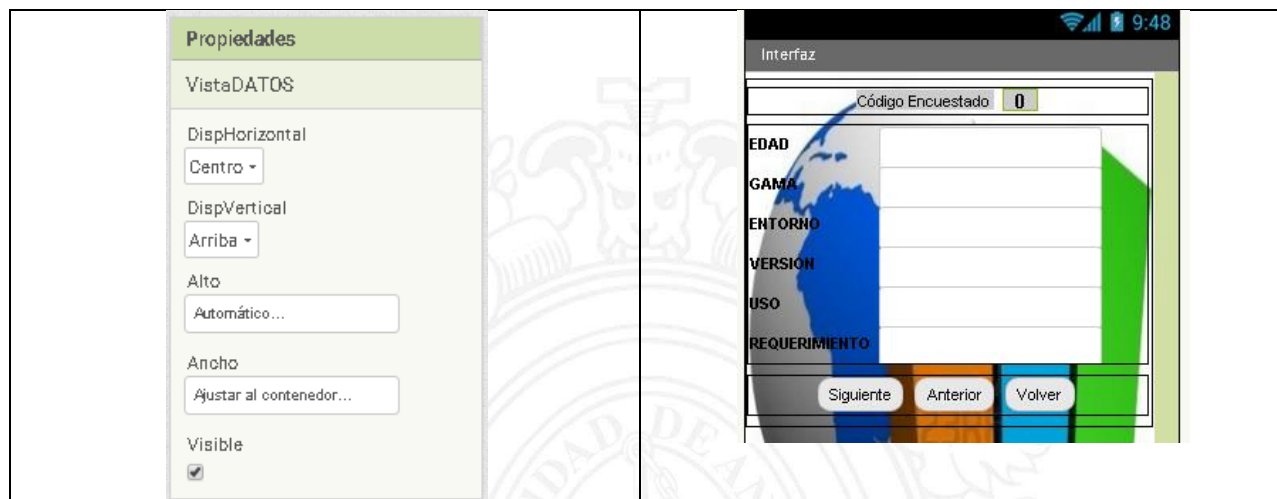 Propiedades
VistaDATOS
DispHorizontal
Centro
DispVertical
Arriba
Alto
Automático...
Ancho
Ajustar al contenedor...
Visible
9:48
Interfaz
Código Encuestado 0
EDAD
GAMA
ENTORNO
VERSIÓN
USO
REQUERIMIENTO
Siguiente Anterior Volver